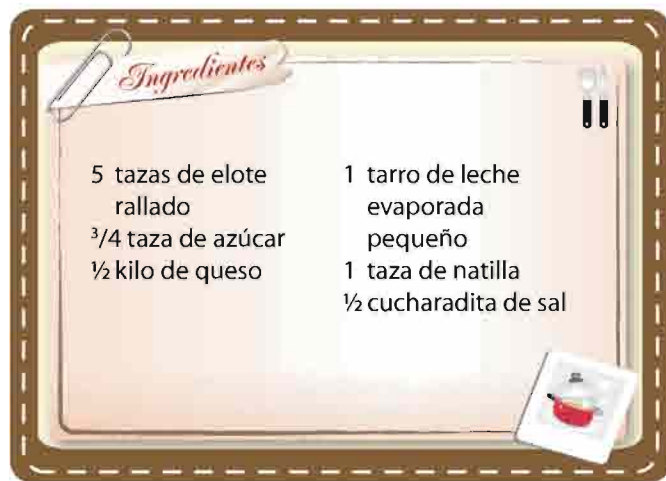 Ingredientes
5 tazas de elote
rallado
³/4 taza de azúcar
½ kilo de queso
1 tarro de leche
evaporada
pequeño
1 taza de natilla
½ cucharadita de sal